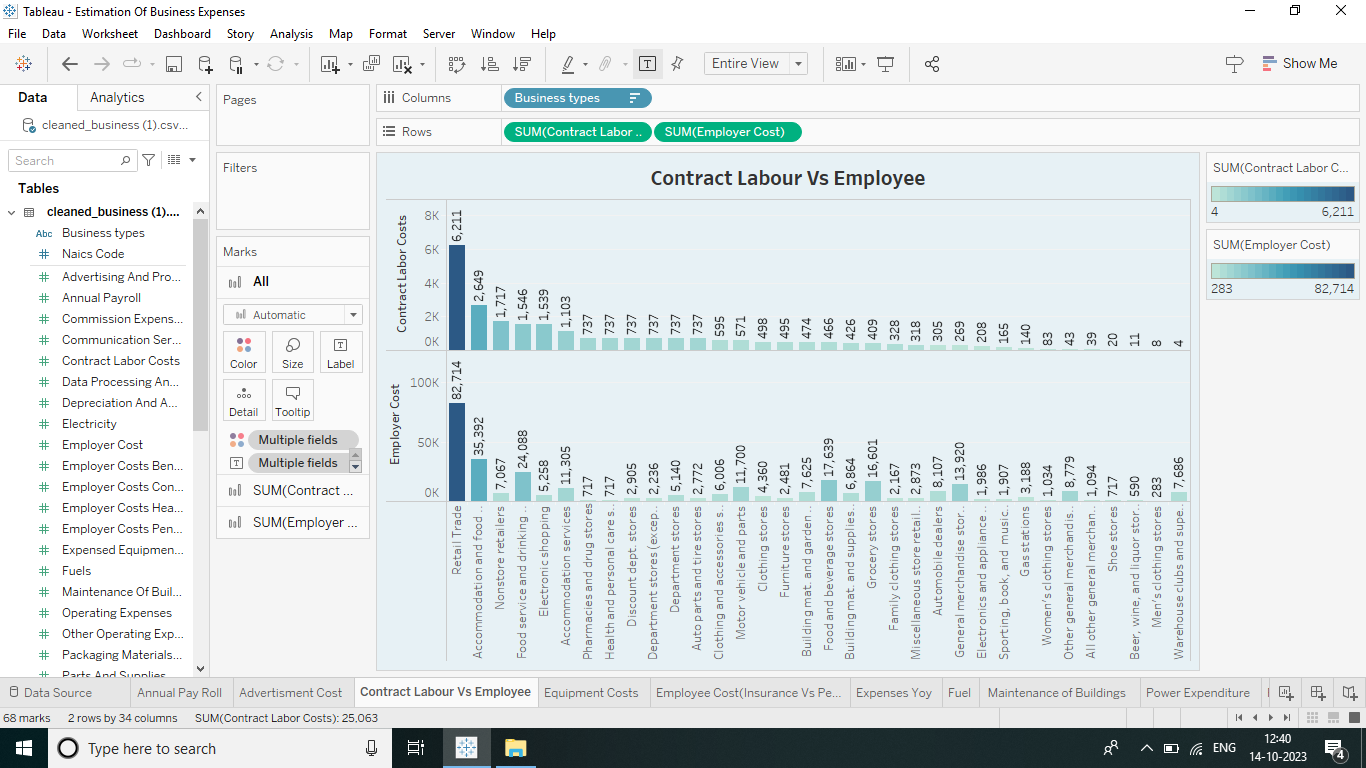 Tableau - Estimation Of Business Expenses
File Data Worksheet Dashboard Story Analysis Map Format Server Window Help
Entire View
Show Me
Data Analytics
cleaned_business (1).csv...
Search
Tables
cleaned_business (1)....
Abc Business types
Naics Code
Advertising And Pro...
Annual Payroll
Commission Expens...
Communication Ser...
Contract Labor Costs
Data Processing An...
Depreciation And A...
Electricity
Employer Cost
Employer Costs Ben...
Employer Costs Con...
Employer Costs Hea...
Employer Costs Pen...
Expensed Equipmen...
Fuels
Maintenance Of Buil...
Operating Expenses
Other Operating Exp...
Packaging Materials...
Parts And Supplies
Pages
Filters
Marks
All
Automatic
Color Size Label
Detail Tooltip
Multiple fields
Multiple fields
SUM(Contract ...
SUM(Employer ...
Columns Business types
Rows SUM(Contract Labor .. SUM(Employer Cost)
Contract Labour Vs Employee
Contract Labor Costs
8K
6K
4K
2K
0K
6,211 2,649 1,717 1,546 1,539 1,103 737 737 737 737 737 737 595 571 498 495 474 466 426 409 328 318 305 269 208 165 140 83 43 39 20 11 8 4
Employer Cost
100K
50K
0K
82,714 35,392 7,067 24,088 5,258 11,305 717 717 2,905 2,236 5,140 2,772 6,006 11,700 4,360 2,481 7,625 17,639 6,864 16,601 2,167 2,873 8,107 13,920 1,986 1,907 3,188 1,034 8,779 1,094 717 590 283 7,686
Retail Trade
Accommodation and food ..
Nonstore retailers
Food service and drinking ..
Electronic shopping
Accommodation services
Pharmacies and drug stores
Health and personal care s..
Discount dept. stores
Department stores (excep..
Department stores
Auto parts and tire stores
Clothing and accessories s..
Motor vehicle and parts
Clothing stores
Furniture stores
Building mat. and garden ..
Food and beverage stores
Building mat. and supplies..
Grocery stores
Family clothing stores
Miscellaneous store retail..
Automobile dealers
General merchandise stor..
Electronics and appliance ..
Sporting, book, and music..
Gas stations
Women's clothing stores
Other general merchandis..
All other general merchan..
Shoe stores
Beer, wine, and liquor stor..
Men's clothing stores
Warehouse clubs and supe..
SUM(Contract Labor C...
4 6,211
SUM(Employer Cost)
283 82,714
Data Source Annual Pay Roll Advertisment Cost Contract Labour Vs Employee Equipment Costs Employee Cost(Insurance Vs Pe... Expenses Yoy Fuel Maintenance of Buildings Power Expenditure
68 marks 2 rows by 34 columns SUM(Contract Labor Costs): 25,063
Type here to search
ENG
12:40
14-10-2023
4